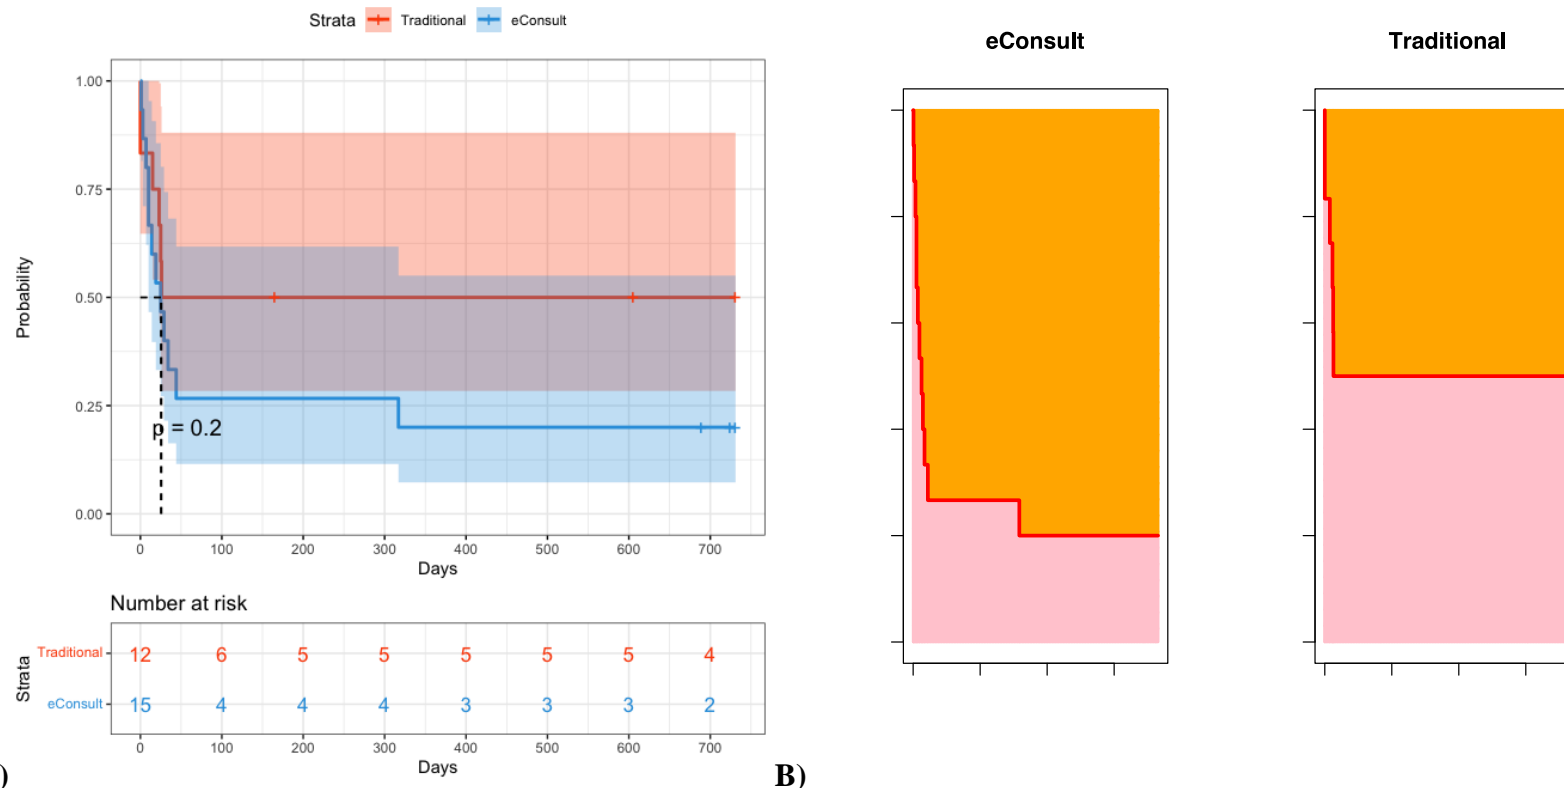 Strata Traditional eConsult
1.00
0.75
0.50
0.25
0.00
Probability
p = 0.2
0 100 200 300 400 500 600 700
Days
Number at risk
Strata
Traditional 12 6 5 5 5 5 5 4
eConsult 15 4 4 4 3 3 3 2
0 100 200 300 400 500 600 700
Days
)
eConsult
Traditional
B)